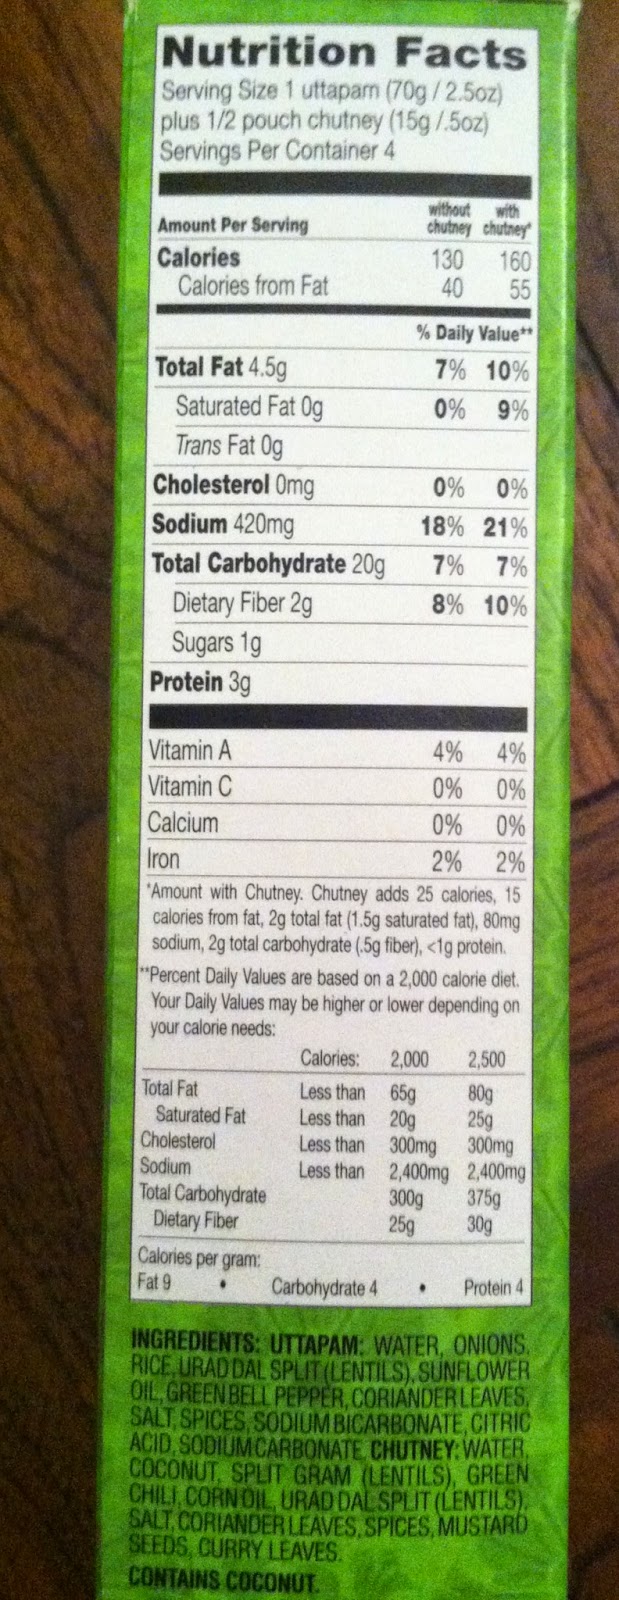 Nutrition Facts
Serving Size 1 uttapam (70g / 2.5oz)
plus 1/2 pouch chutney (15g /.5oz)
Servings Per Container 4
Amount Per Serving without chutney with chutney*
Calories 130 160
Calories from Fat 40 55
% Daily Value**
Total Fat 4.5g 7% 10%
Saturated Fat 0g 0% 9%
Trans Fat 0g
Cholesterol 0mg 0% 0%
Sodium 420mg 18% 21%
Total Carbohydrate 20g 7% 7%
Dietary Fiber 2g 8% 10%
Sugars 1g
Protein 3g
Vitamin A 4% 4%
Vitamin C 0% 0%
Calcium 0% 0%
Iron 2% 2%
*Amount with Chutney. Chutney adds 25 calories, 15
calories from fat, 2g total fat (1.5g saturated fat), 80mg
sodium, 2g total carbohydrate (.5g fiber), <1g protein.
**Percent Daily Values are based on a 2,000 calorie diet.
Your Daily Values may be higher or lower depending on
your calorie needs:
Calories: 2,000 2,500
Total Fat Less than 65g 80g
Saturated Fat Less than 20g 25g
Cholesterol Less than 300mg 300mg
Sodium Less than 2,400mg 2,400mg
Total Carbohydrate 300g 375g
Dietary Fiber 25g 30g
Calories per gram:
Fat 9 • Carbohydrate 4 • Protein 4
INGREDIENTS: UTTAPAM: WATER, ONIONS,
RICE, URAD DAL SPLIT (LENTILS), SUNFLOWER
OIL, GREEN BELL PEPPER, CORIANDER LEAVES,
SALT, SPICES, SODIUM BICARBONATE, CITRIC
ACID, SODIUM CARBONATE. CHUTNEY: WATER,
COCONUT, SPLIT GRAM (LENTILS), GREEN
CHILI, CORN OIL, URAD DAL SPLIT (LENTILS),
SALT, CORIANDER LEAVES, SPICES, MUSTARD
SEEDS, CURRY LEAVES.
CONTAINS COCONUT.